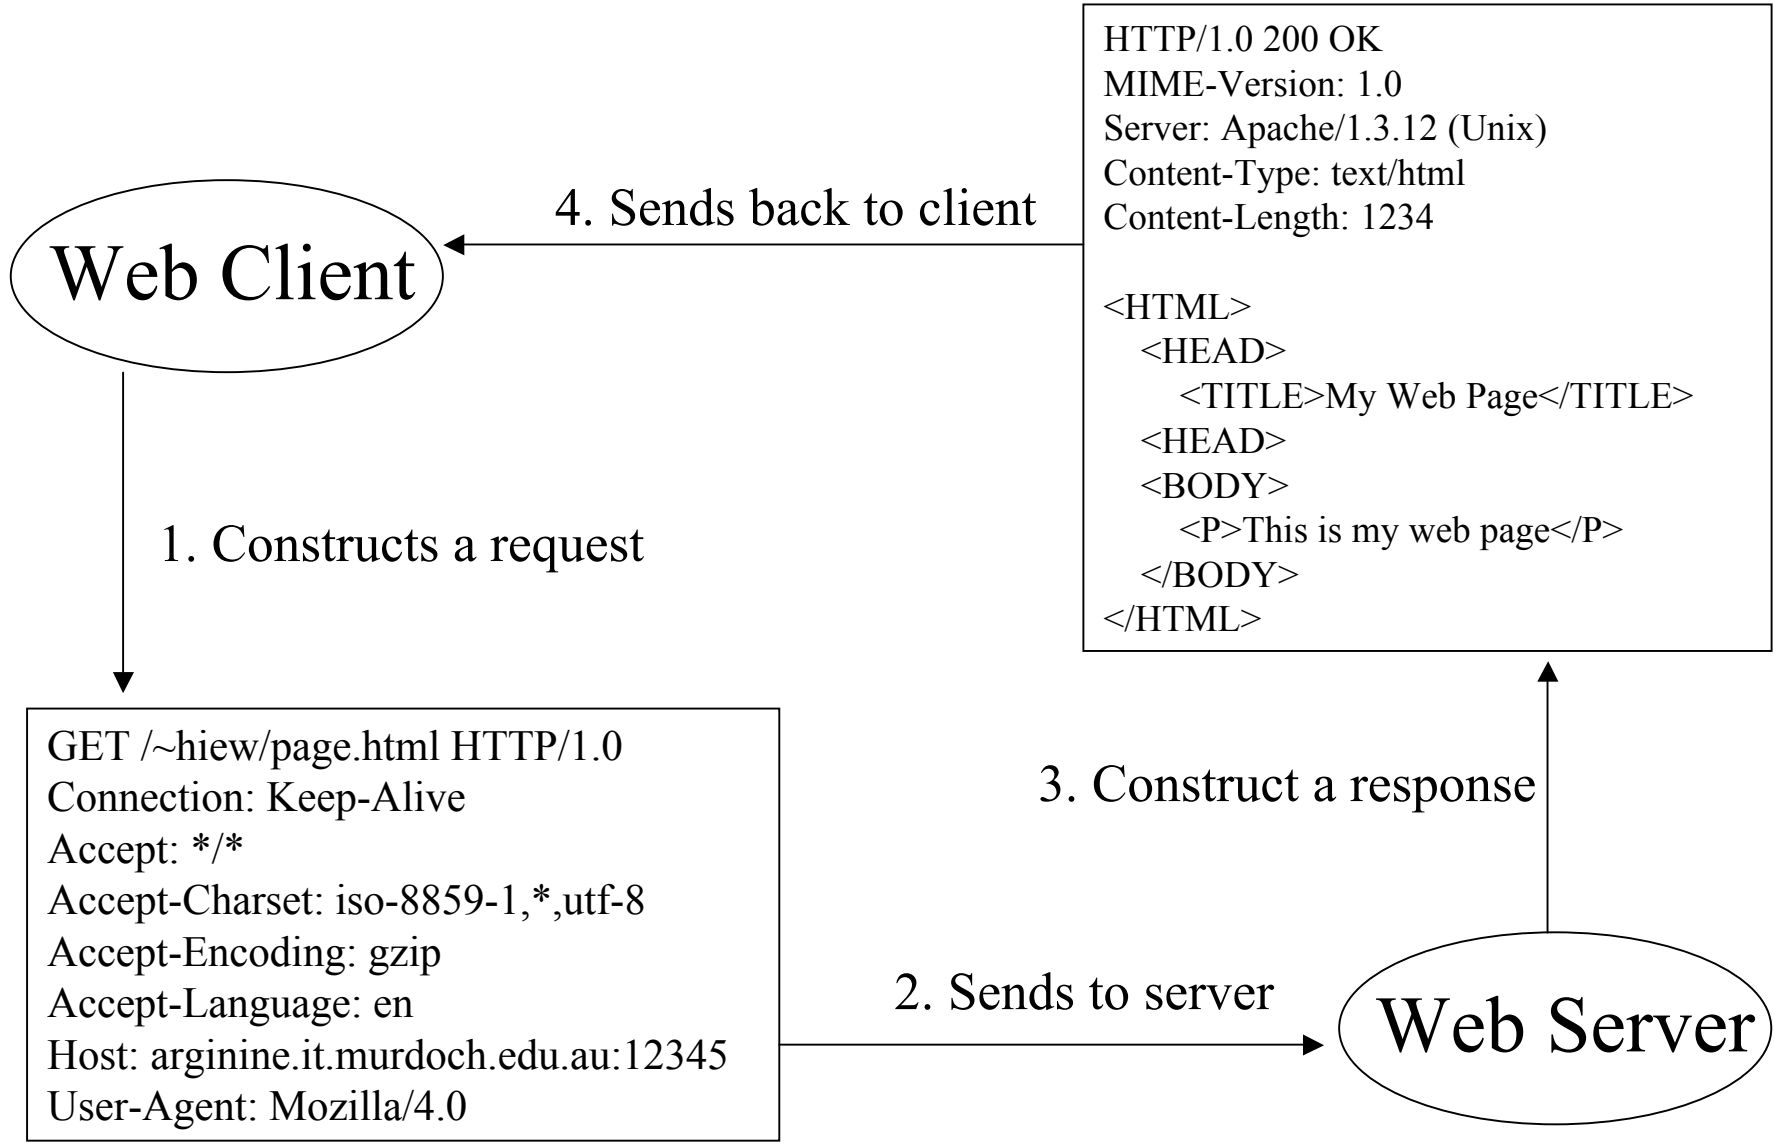 Web Client
4. Sends back to client
HTTP/1.0 200 OK
MIME-Version: 1.0
Server: Apache/1.3.12 (Unix)
Content-Type: text/html
Content-Length: 1234
<HTML>
<HEAD>
<TITLE>My Web Page</TITLE>
<HEAD>
<BODY>
<P>This is my web page</P>
</BODY>
</HTML>
1. Constructs a request
GET /~hiew/page.html HTTP/1.0
Connection: Keep-Alive
Accept: */*
Accept-Charset: iso-8859-1,*,utf-8
Accept-Encoding: gzip
Accept-Language: en
Host: arginine.it.murdoch.edu.au:12345
User-Agent: Mozilla/4.0
2. Sends to server
3. Construct a response
Web Server